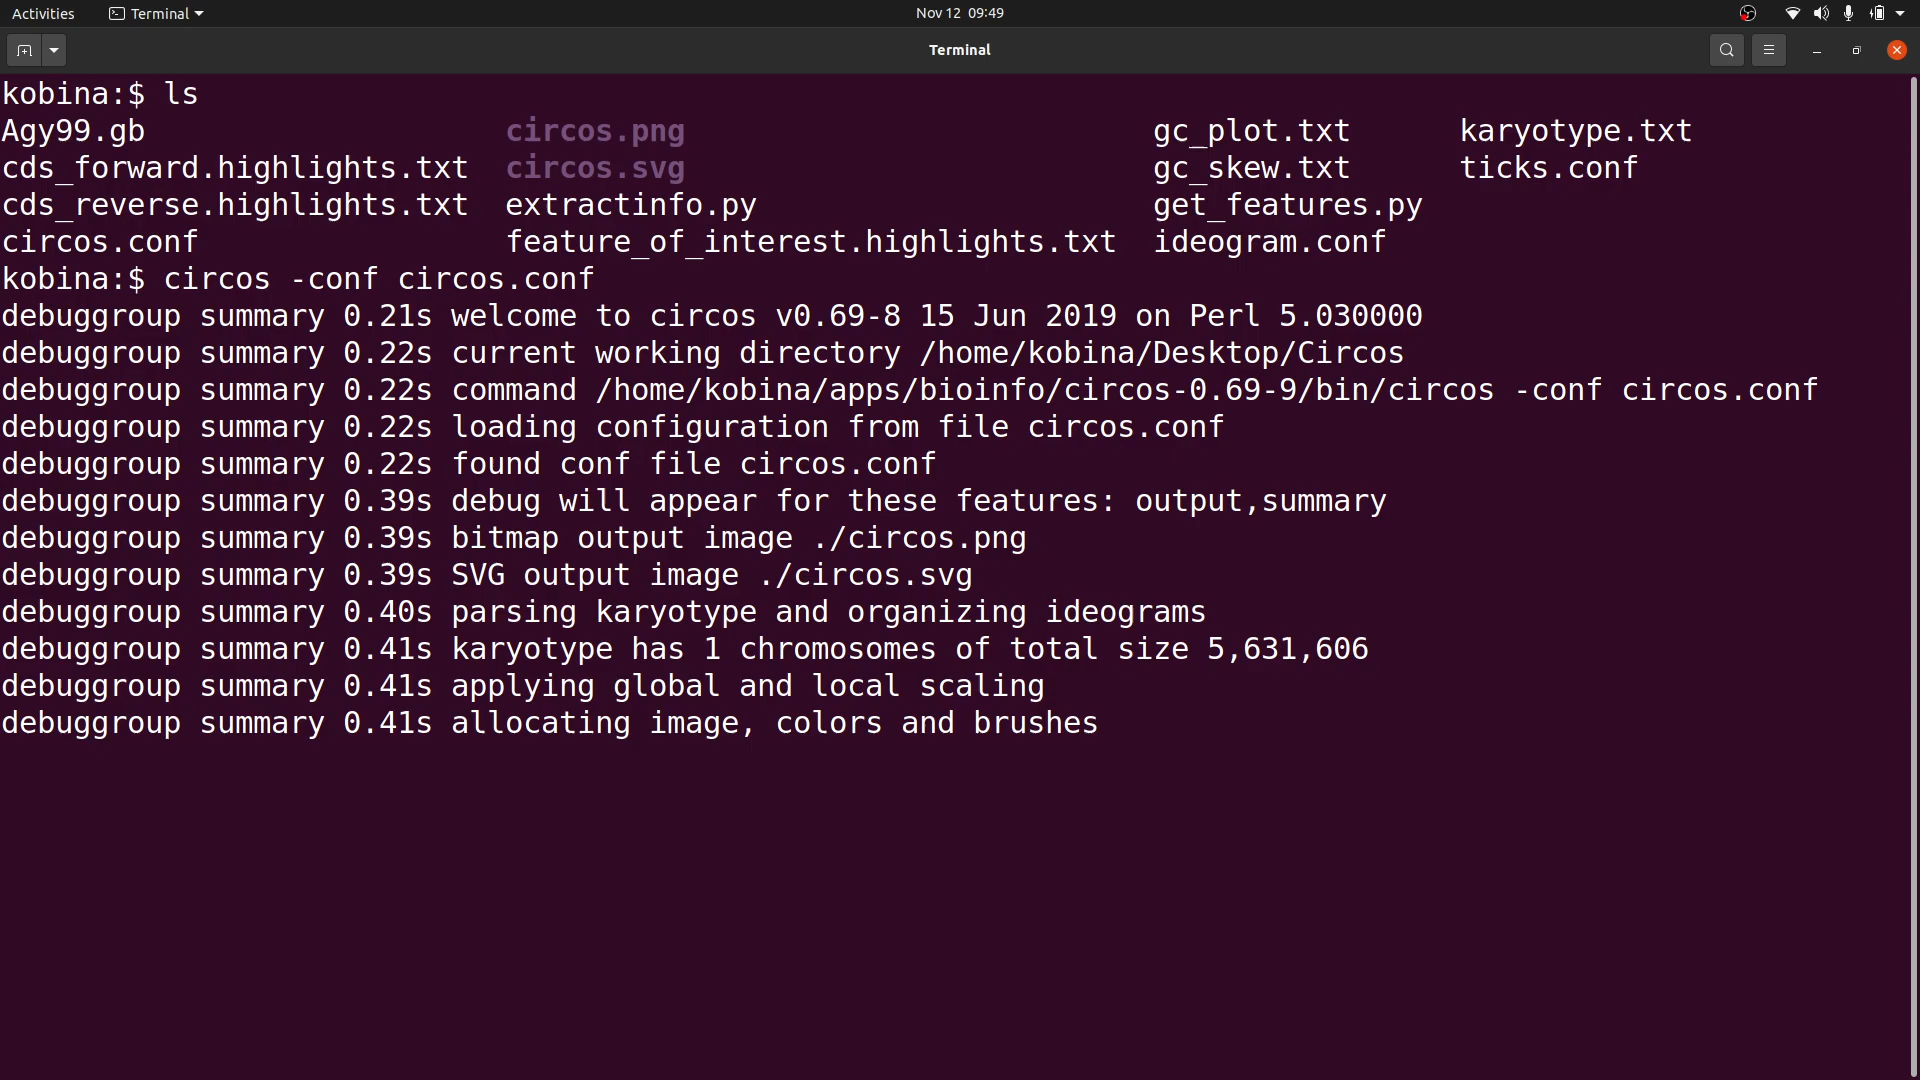 Activities Terminal Nov 12 09:49
Terminal
kobina:$ ls
Agy99.gb circos.png gc_plot.txt karyotype.txt
cds_forward.highlights.txt circos.svg gc_skew.txt ticks.conf
cds_reverse.highlights.txt extractinfo.py get_features.py
circos.conf feature_of_interest.highlights.txt ideogram.conf
kobina:$ circos -conf circos.conf
debuggroup summary 0.21s welcome to circos v0.69-8 15 Jun 2019 on Perl 5.030000
debuggroup summary 0.22s current working directory /home/kobina/Desktop/Circos
debuggroup summary 0.22s command /home/kobina/apps/bioinfo/circos-0.69-9/bin/circos -conf circos.conf
debuggroup summary 0.22s loading configuration from file circos.conf
debuggroup summary 0.22s found conf file circos.conf
debuggroup summary 0.39s debug will appear for these features: output,summary
debuggroup summary 0.39s bitmap output image ./circos.png
debuggroup summary 0.39s SVG output image ./circos.svg
debuggroup summary 0.40s parsing karyotype and organizing ideograms
debuggroup summary 0.41s karyotype has 1 chromosomes of total size 5,631,606
debuggroup summary 0.41s applying global and local scaling
debuggroup summary 0.41s allocating image, colors and brushes